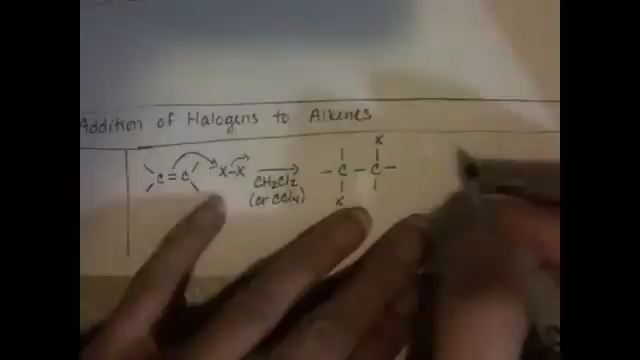 Addition of Halogens to Alkenes
X
C=C X-X - C - C -
CH2Cl2
(or CCl4)
X